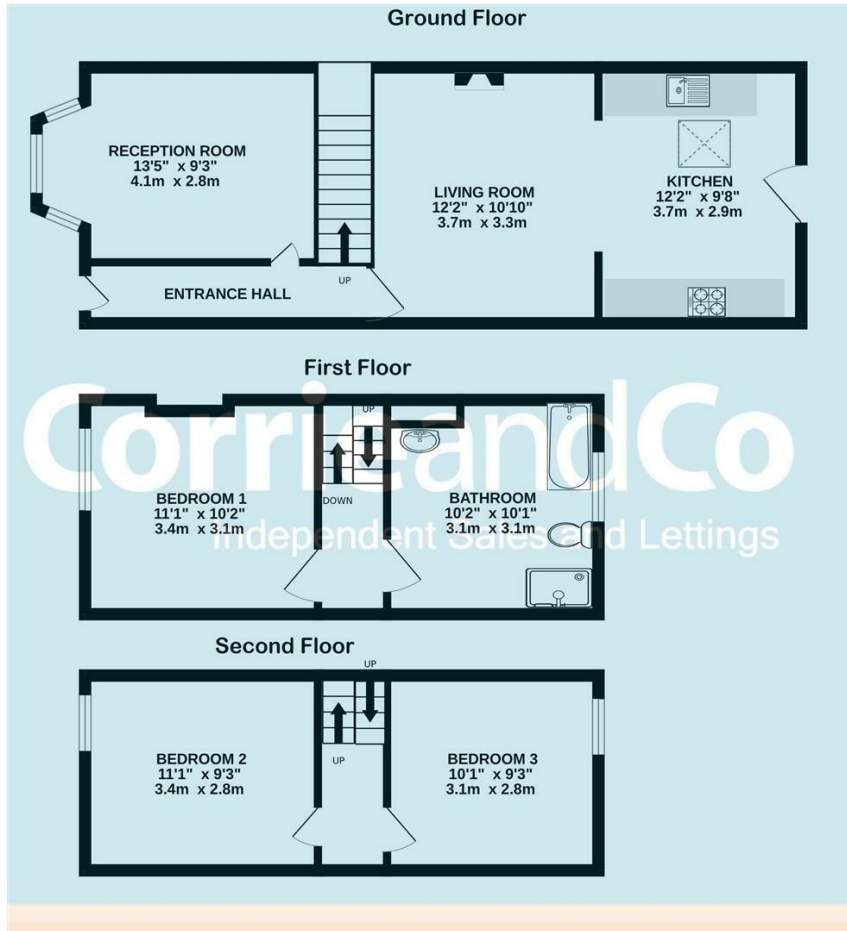 Ground Floor
RECEPTION ROOM
13'5" x 9'3"
4.1m x 2.8m
LIVING ROOM
12'2" x 10'10"
3.7m x 3.3m
KITCHEN
12'2" x 9'8"
3.7m x 2.9m
UP
ENTRANCE HALL
First Floor
CorrieandCo
Independent Sales and Lettings
UP
DOWN
BEDROOM 1
11'1" x 10'2"
3.4m x 3.1m
BATHROOM
10'2" x 10'1"
3.1m x 3.1m
Second Floor
UP
UP
BEDROOM 2
11'1" x 9'3"
3.4m x 2.8m
BEDROOM 3
10'1" x 9'3"
3.1m x 2.8m